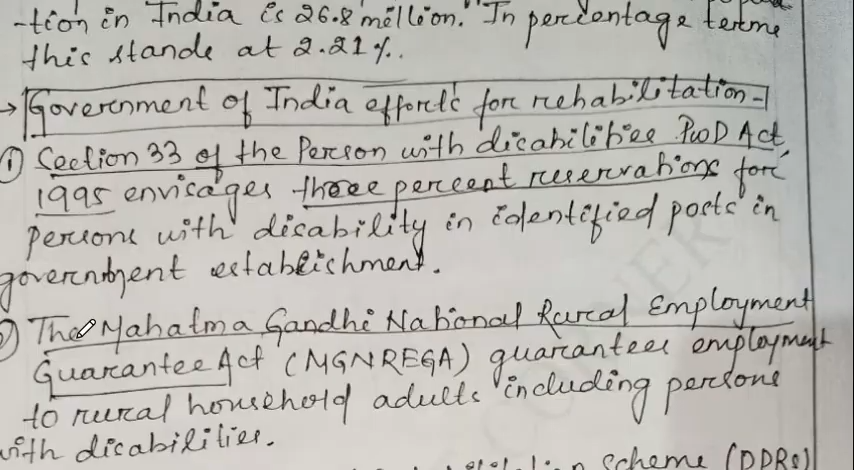 -tion in India is 26.8 million. In percentage terms
this stands at 2.21%.
→ Government of India efforts for rehabilitation-
① Section 33 of the Person with disabilities PwD Act,
1995 envisages three percent reservations for
persons with disability in identified posts in
government establishment.
The Mahatma Gandhi National Rural Employment
Guarantee Act (MGNREGA) guarantees employment
to rural household adults including persons
with disabilities.
scheme (DDRS)